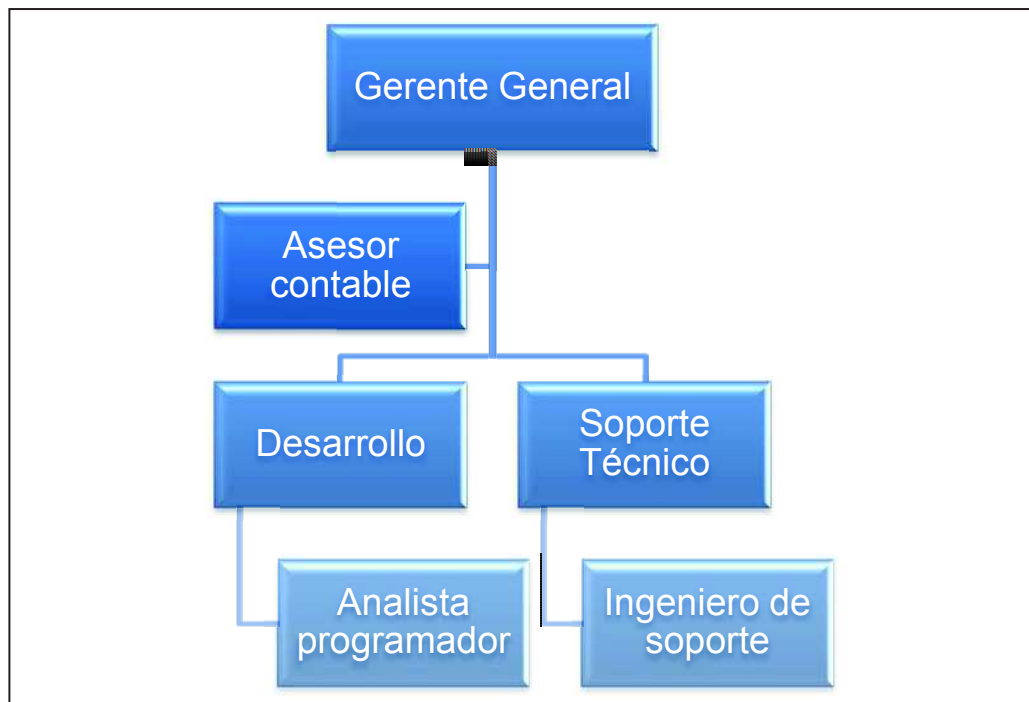 Gerente General
Asesor
contable
Desarrollo
Soporte
Técnico
Analista
programador
Ingeniero de
soporte